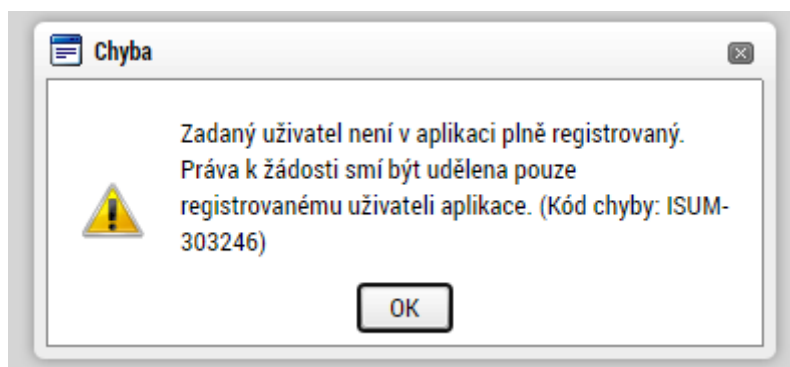 Chyba
Zadaný uživatel není v aplikaci plně registrovaný.
Práva k žádosti smí být udělena pouze
registrovanému uživateli aplikace. (Kód chyby: ISUM-
303246)
OK